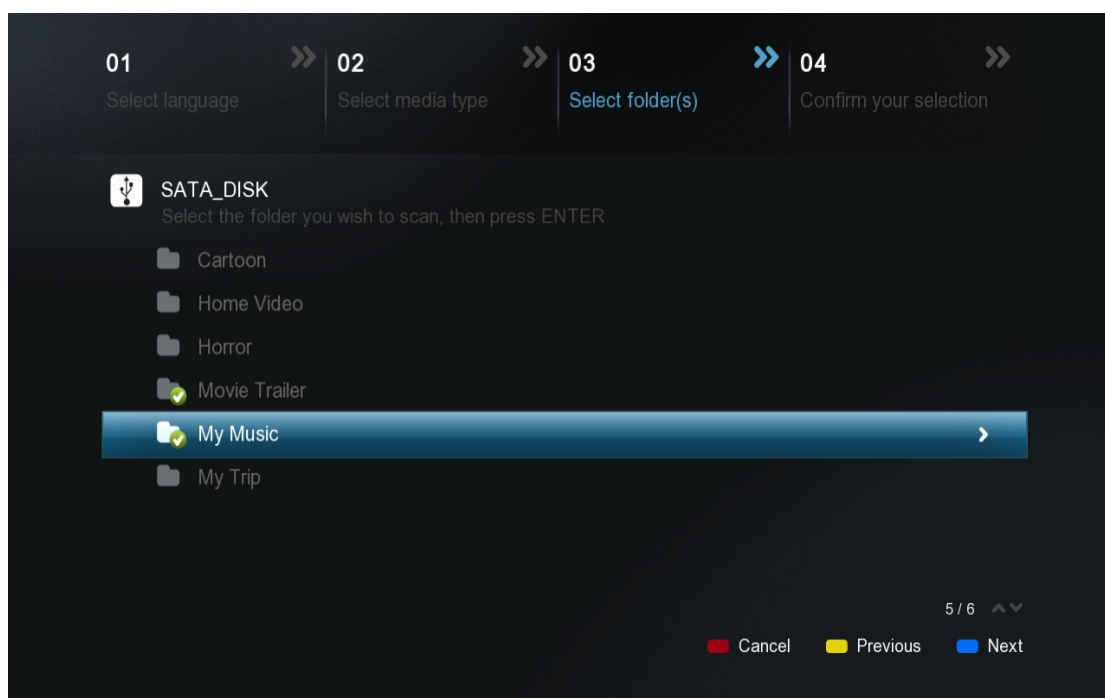 01
Select language
02
Select media type
03
Select folder(s)
04
Confirm your selection
SATA_DISK
Select the folder you wish to scan, then press ENTER
Cartoon
Home Video
Horror
Movie Trailer
My Music
My Trip
5 / 6
Cancel Previous Next